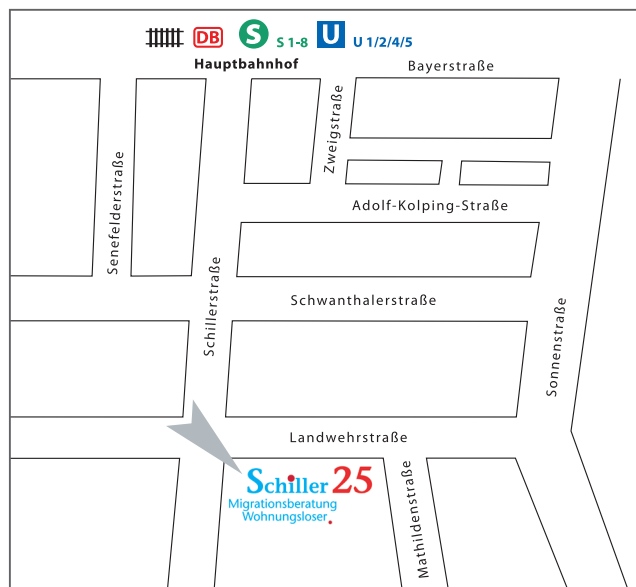 DB S S 1-8 U U 1/2/4/5
Hauptbahnhof
Bayerstraße
Zweigstraße
Senefelderstraße
Adolf-Kolping-Straße
Schillerstraße
Schwanthalerstraße
Sonnenstraße
Landwehrstraße
Mathildenstraße
Schiller 25
Migrationsberatung
Wohnungsloser.